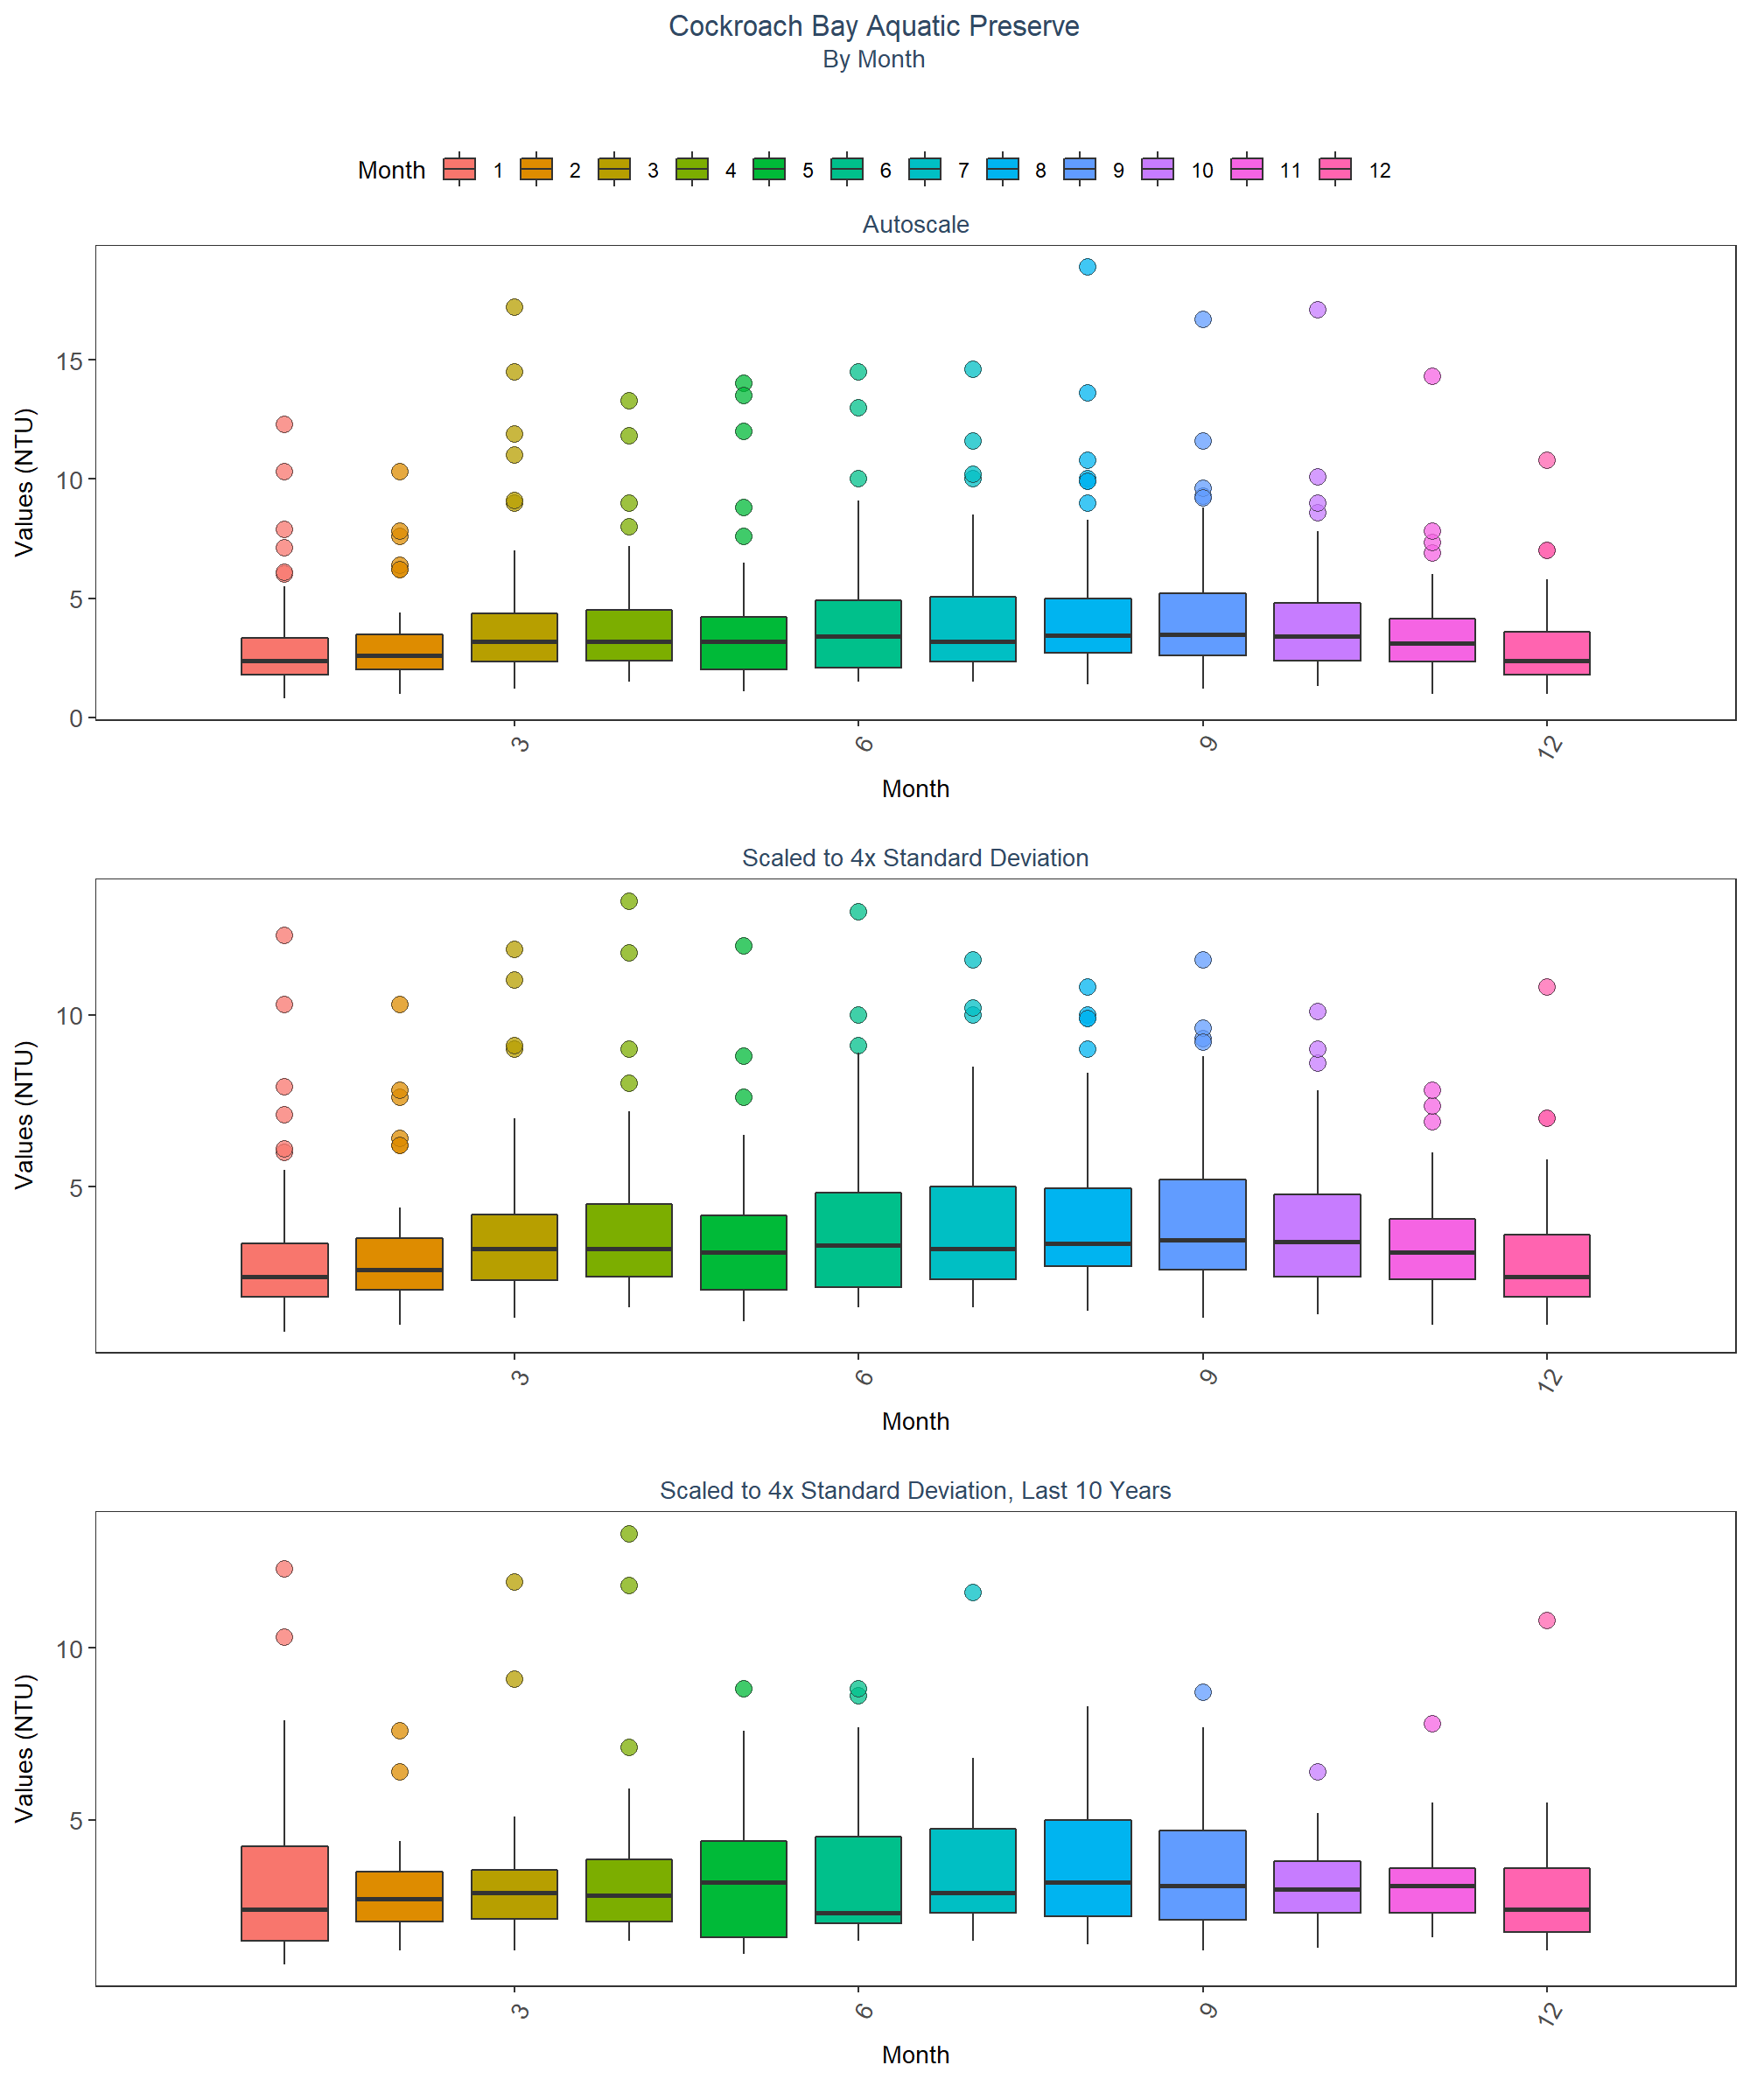 Cockroach Bay Aquatic Preserve
By Month
Month 1 2 3 4 5 6 7 8 9 10 11 12
Autoscale
Values (NTU)
15
10
5
0
3 6 9 12
Month
Scaled to 4x Standard Deviation
Values (NTU)
10
5
3 6 9 12
Month
Scaled to 4x Standard Deviation, Last 10 Years
Values (NTU)
10
5
3 6 9 12
Month